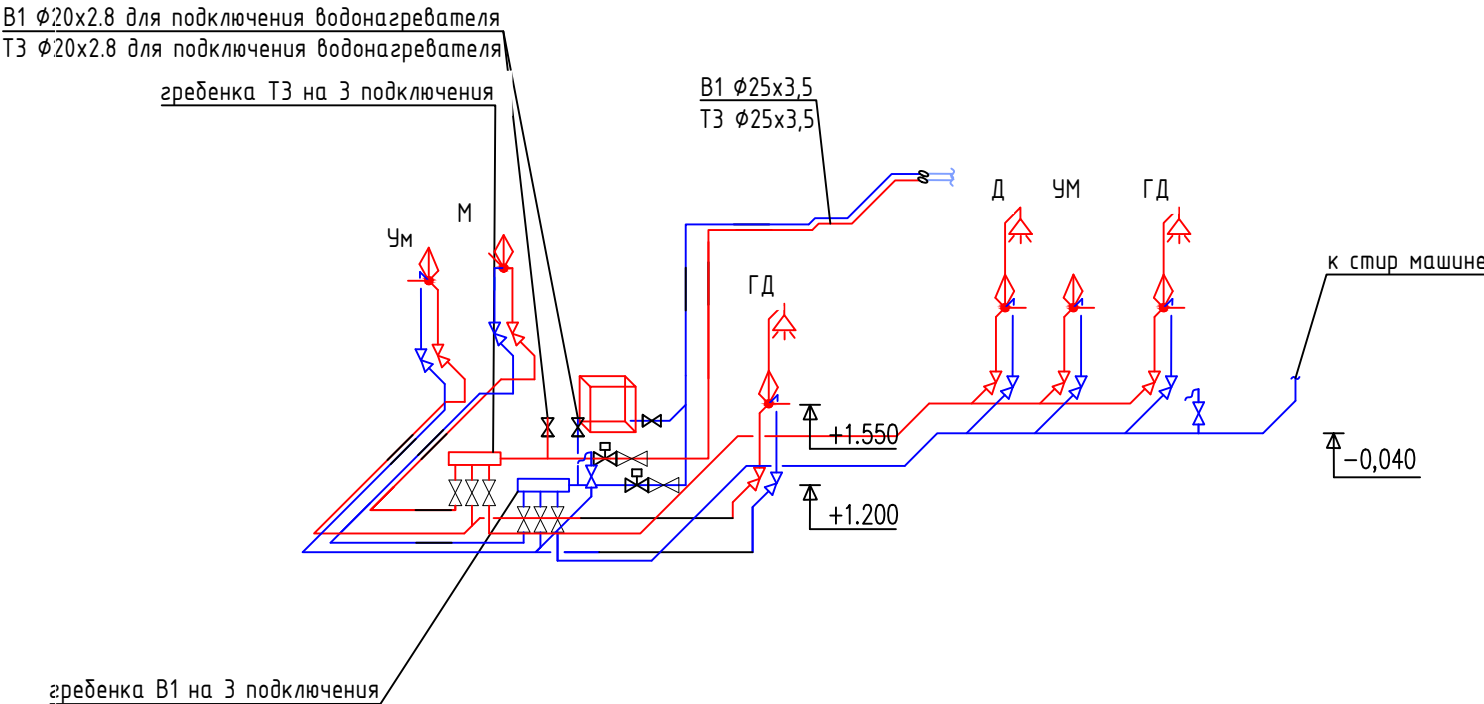 В1 Ф20х2.8 для подключения водонагревателя
Т3 Ф20х2.8 для подключения водонагревателя
гребенка Т3 на 3 подключения
В1 Ф25х3,5
Т3 Ф25х3,5
Д
УМ
ГД
М
Ум
к стир машине
ГД
+1.550
-0,040
+1.200
гребенка В1 на 3 подключения